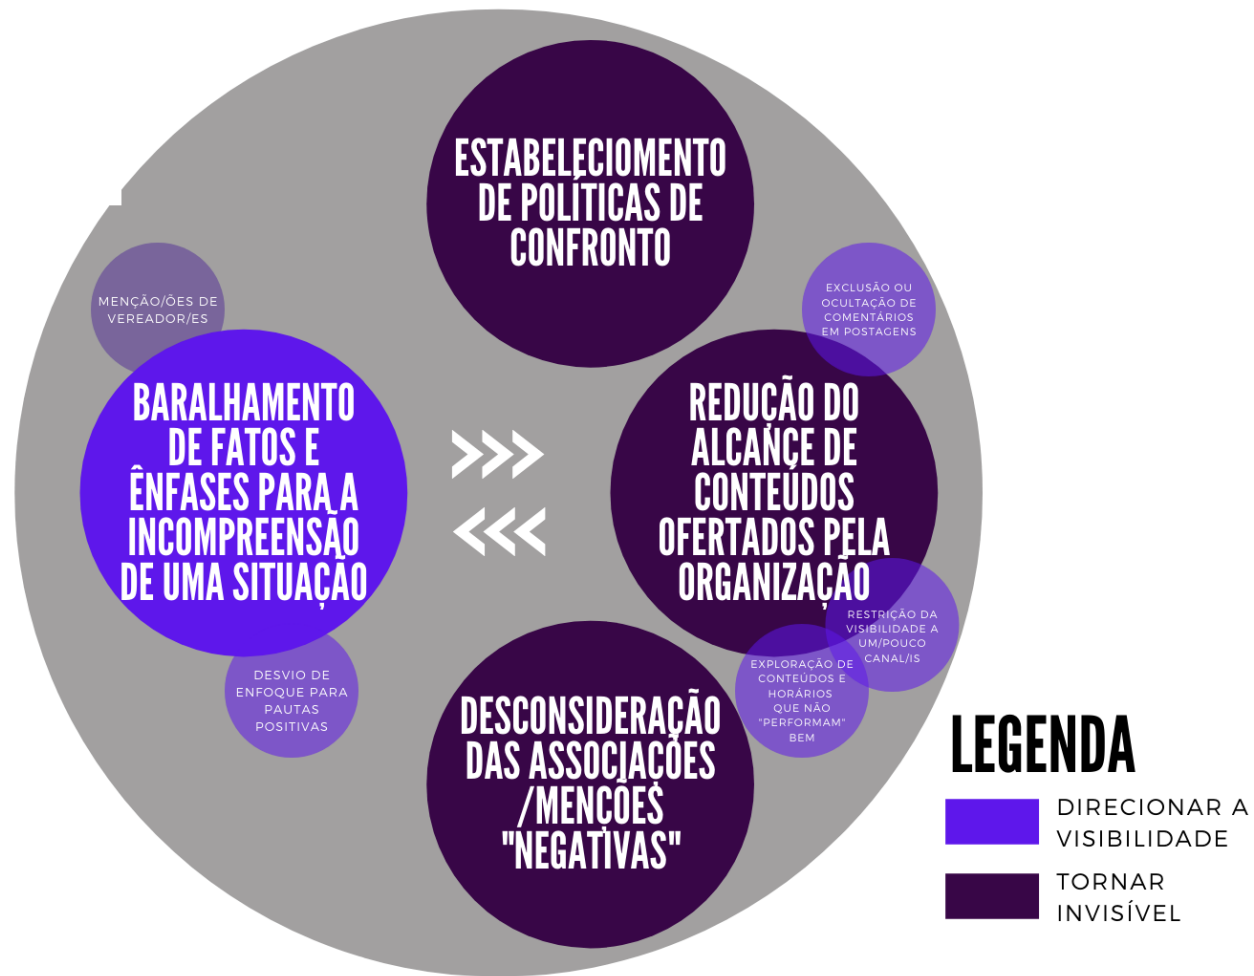 ESTABELECIOMENTO
DE POLÍTICAS DE
CONFRONTO
MENÇÃO/ÕES DE
VEREADOR/ES
EXCLUSÃO OU
OCULTAÇÃO DE
COMENTÁRIOS
EM POSTAGENS
BARALHAMENTO
DE FATOS E
ÊNFASES PARA A
INCOMPREENSÃO
DE UMA SITUAÇÃO
REDUÇÃO DO
ALCANCE DE
CONTEÚDOS
OFERTADOS PELA
ORGANIZAÇÃO
RESTRIÇÃO DA
VISIBILIDADE A
UM/POUCO
CANAL/IS
EXPLORAÇÃO DE
CONTEÚDOS E
HORÁRIOS
QUE NÃO
"PERFORMAM"
BEM
DESVIO DE
ENFOQUE PARA
PAUTAS
POSITIVAS
DESCONSIDERAÇÃO
DAS ASSOCIAÇÕES
/MENÇÕES
"NEGATIVAS"
LEGENDA
DIRECIONAR A
VISIBILIDADE
TORNAR
INVISÍVEL